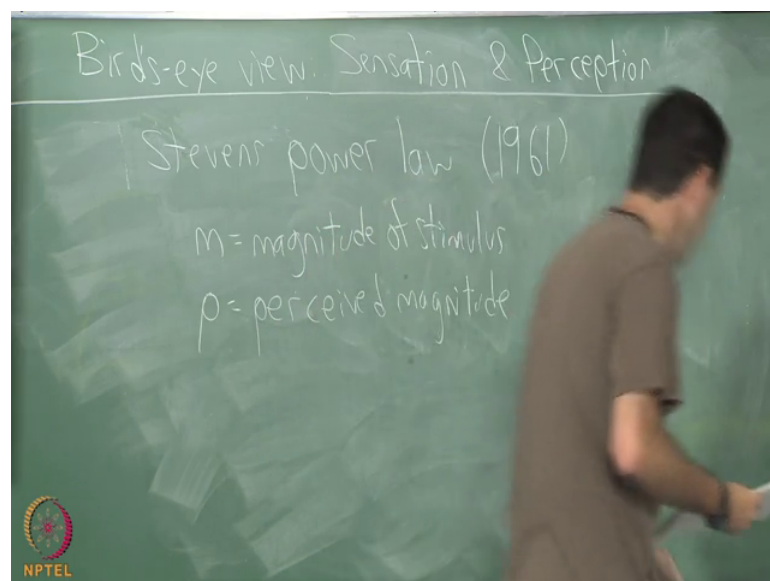 Bird's-eye view: Sensation & Perception
Stevens power law (1961)
m = magnitude of stimulus
p = perceived magnitude
NPTEL